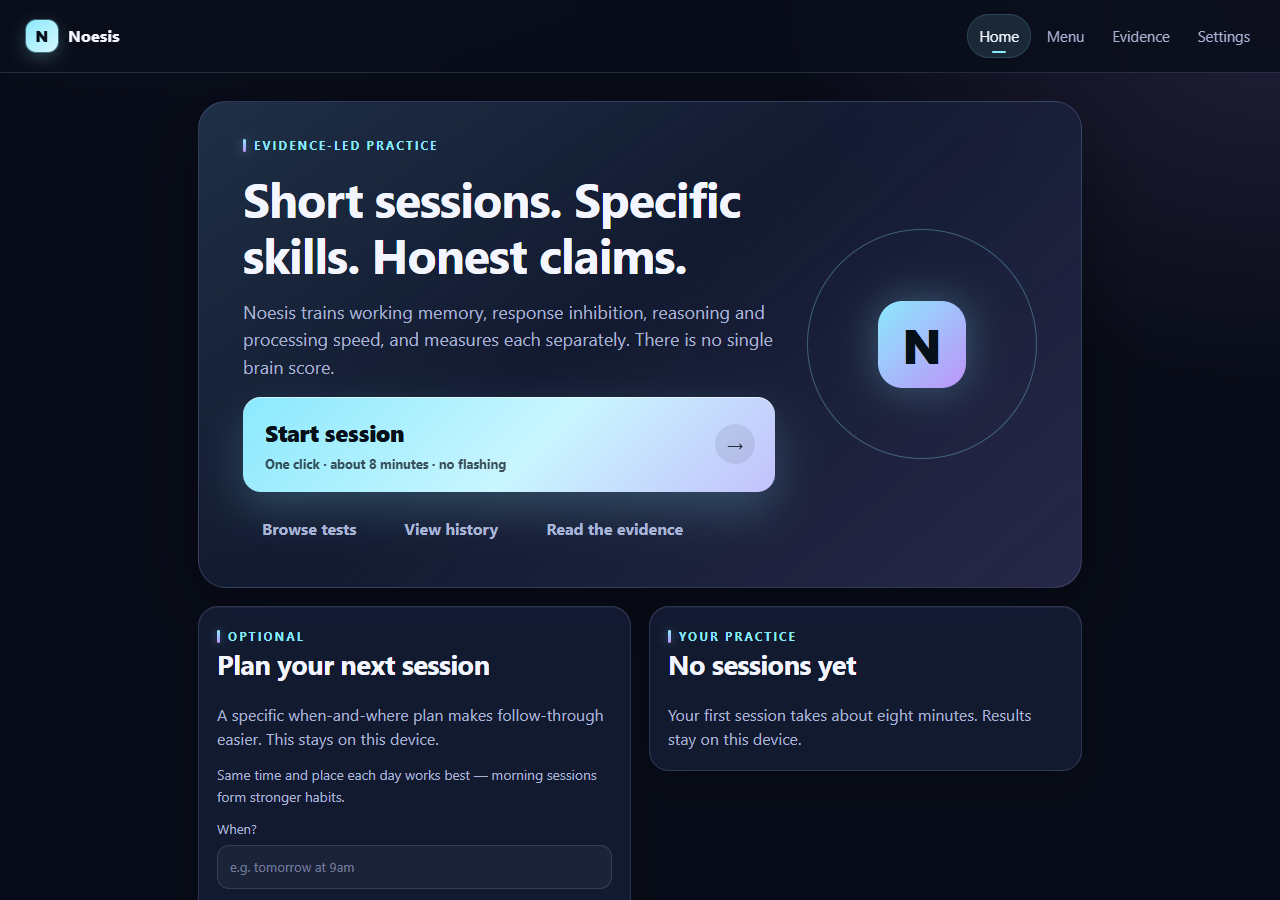 N Noesis
Home Menu Evidence Settings
EVIDENCE-LED PRACTICE
Short sessions. Specific
skills. Honest claims.
Noesis trains working memory, response inhibition, reasoning and
processing speed, and measures each separately. There is no single
brain score.
Start session
One click · about 8 minutes · no flashing
→
Browse tests View history Read the evidence
N
OPTIONAL
Plan your next session
A specific when-and-where plan makes follow-through
easier. This stays on this device.
Same time and place each day works best — morning sessions
form stronger habits.
When?
e.g. tomorrow at 9am
YOUR PRACTICE
No sessions yet
Your first session takes about eight minutes. Results
stay on this device.